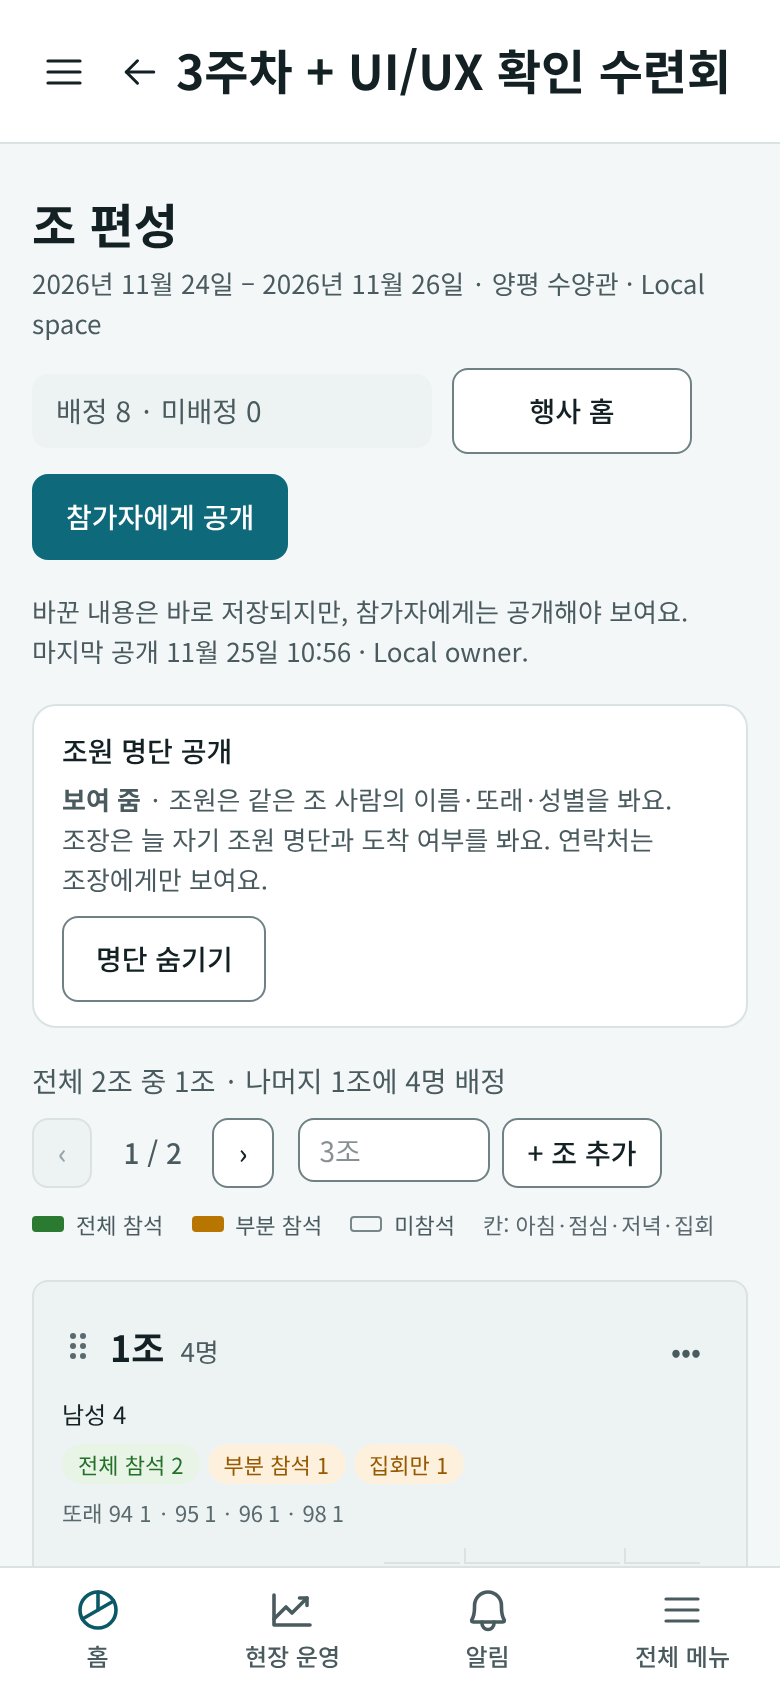 3주차 + UI/UX 확인 수련회
조 편성
2026년 11월 24일 – 2026년 11월 26일 · 양평 수양관 · Local
space
배정 8 · 미배정 0
행사 홈
참가자에게 공개
바꾼 내용은 바로 저장되지만, 참가자에게는 공개해야 보여요.
마지막 공개 11월 25일 10:56 · Local owner.
조원 명단 공개
보여 줌 · 조원은 같은 조 사람의 이름·또래·성별을 봐요.
조장은 늘 자기 조원 명단과 도착 여부를 봐요. 연락처는
조장에게만 보여요.
명단 숨기기
전체 2조 중 1조 · 나머지 1조에 4명 배정
‹ 1 / 2 › 3조 + 조 추가
전체 참석 부분 참석 미참석 칸: 아침·점심·저녁·집회
1조 4명
남성 4
전체 참석 2 부분 참석 1 집회만 1
또래 94 1 · 95 1 · 96 1 · 98 1
홈 현장 운영 알림 전체 메뉴